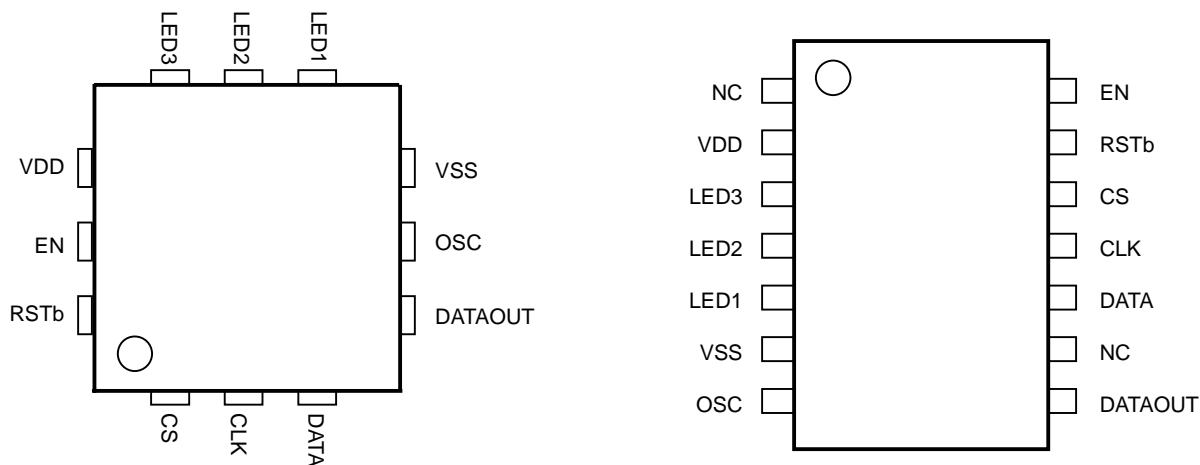 LED3
LED2
LED1
VDD
VSS
EN
OSC
RSTb
DATAOUT
CS
CLK
DATA
NC
EN
VDD
RSTb
LED3
CS
LED2
CLK
LED1
DATA
VSS
NC
OSC
DATAOUT